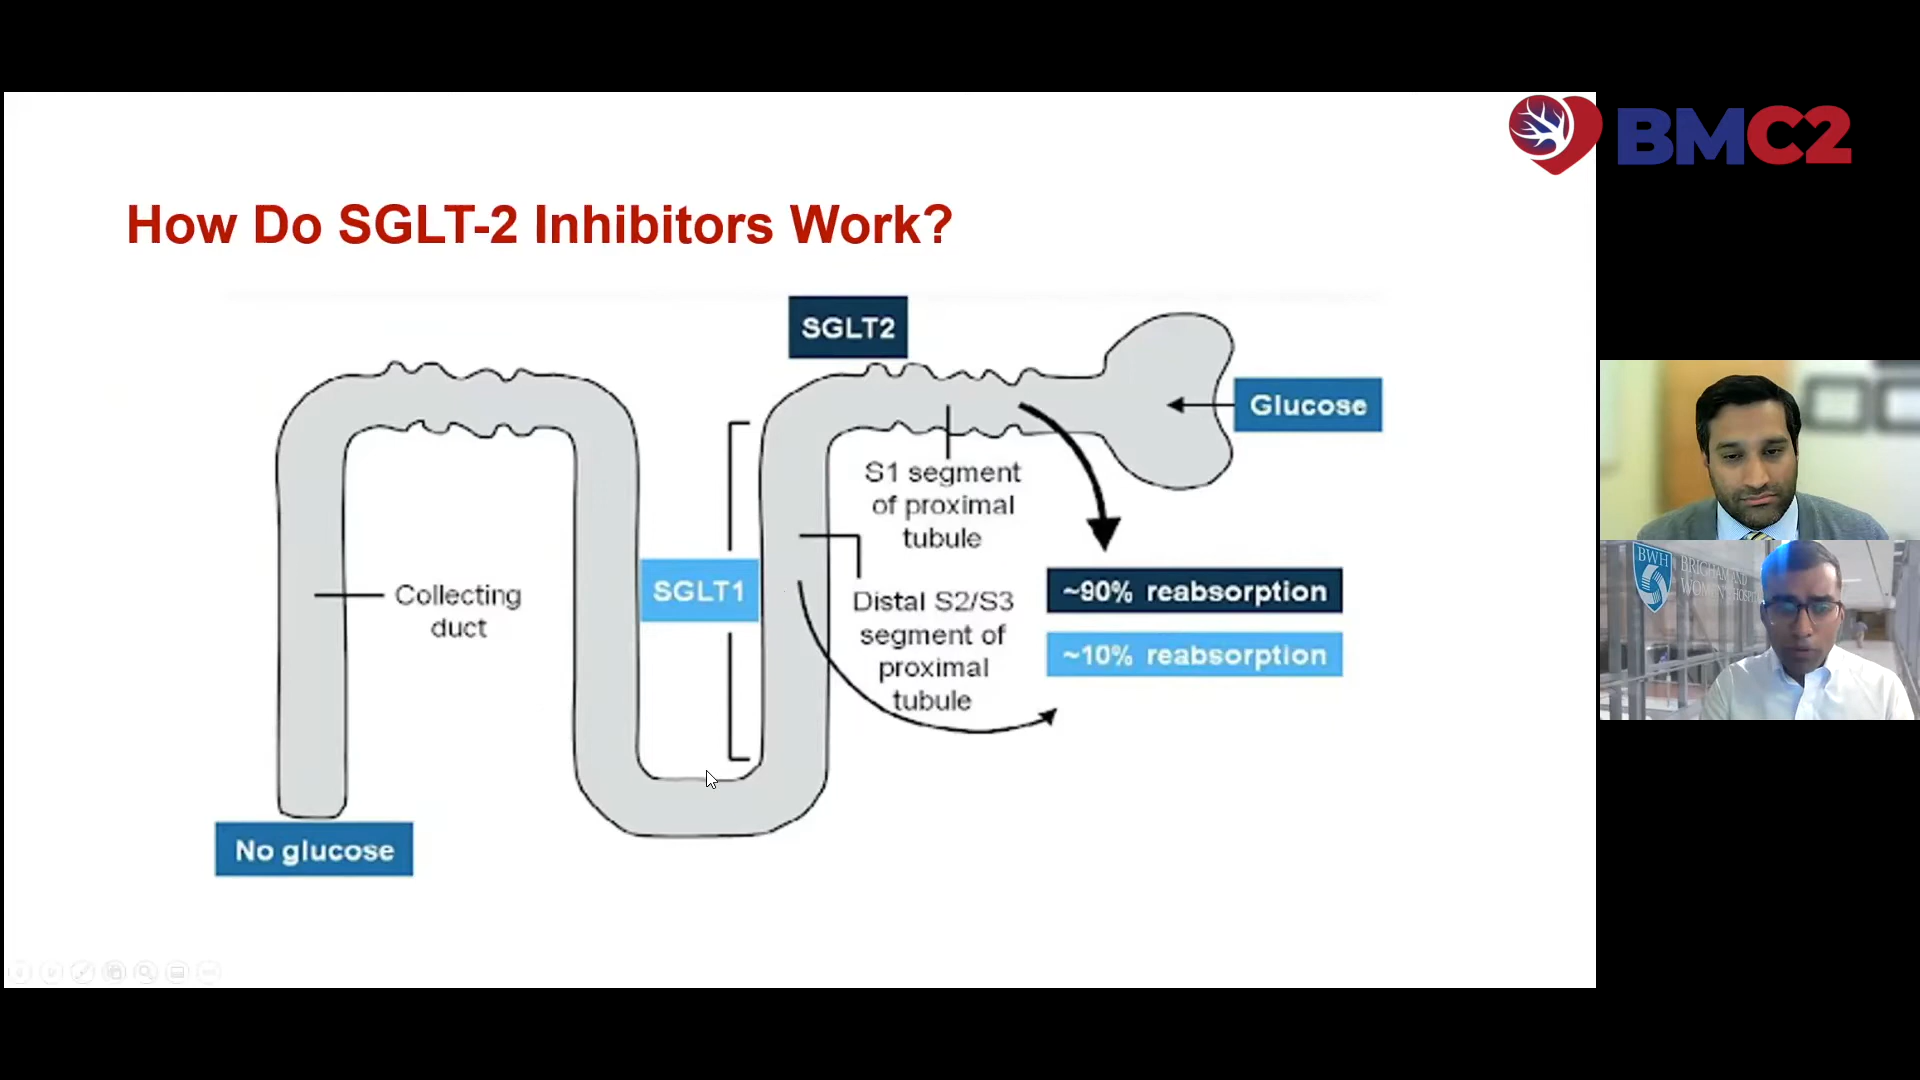 BMC2
How Do SGLT-2 Inhibitors Work?
SGLT2
Glucose
S1 segment
of proximal
tubule
SGLT1
Collecting
duct
Distal S2/S3
segment of
proximal
tubule
~90% reabsorption
~10% reabsorption
No glucose
BWH
BRIGHAM AND
WOMEN'S HOSPI